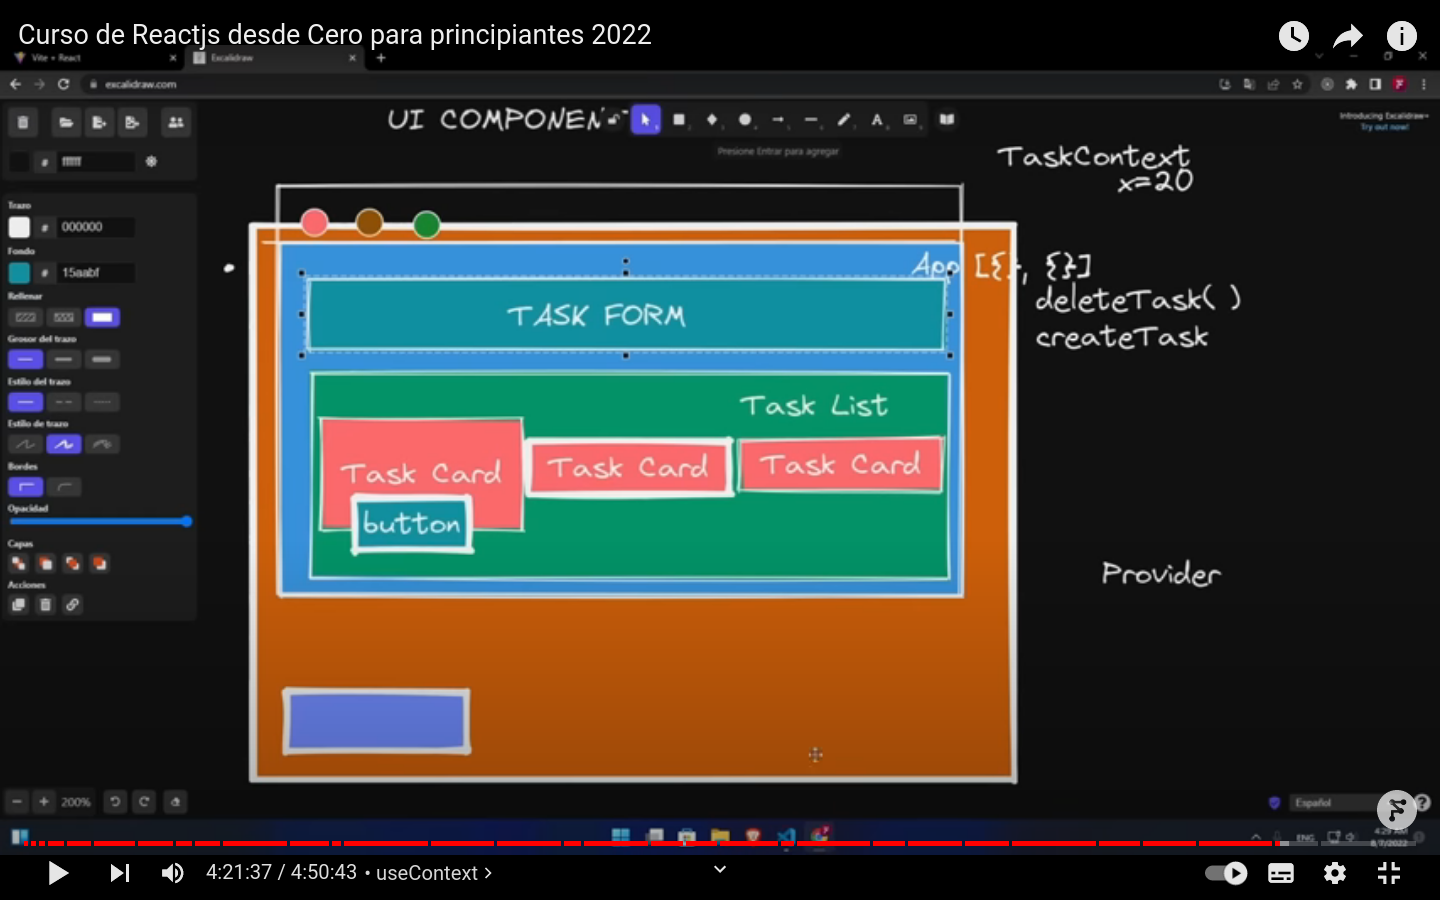 Curso de Reactjs desde Cero para principiantes 2022
Vite + React
Excalidraw
excalidraw.com
UI COMPONEN
Introducing Excalidraw+
Try out now!
# ffffff
Presione Entrar para agregar
TaskContext
x=20
Trazo
# 000000
Fondo
# 15aabf
Rellenar
Grosor del trazo
Estilo del trazo
Estilo de trazo
Bordes
Opacidad
Capas
Acciones
App [{}, {}]
deleteTask( )
createTask
TASK FORM
Task List
Task Card
Task Card
Task Card
button
Provider
200%
Español
ENG
8/7/2022
4:21:37 / 4:50:43 • useContext